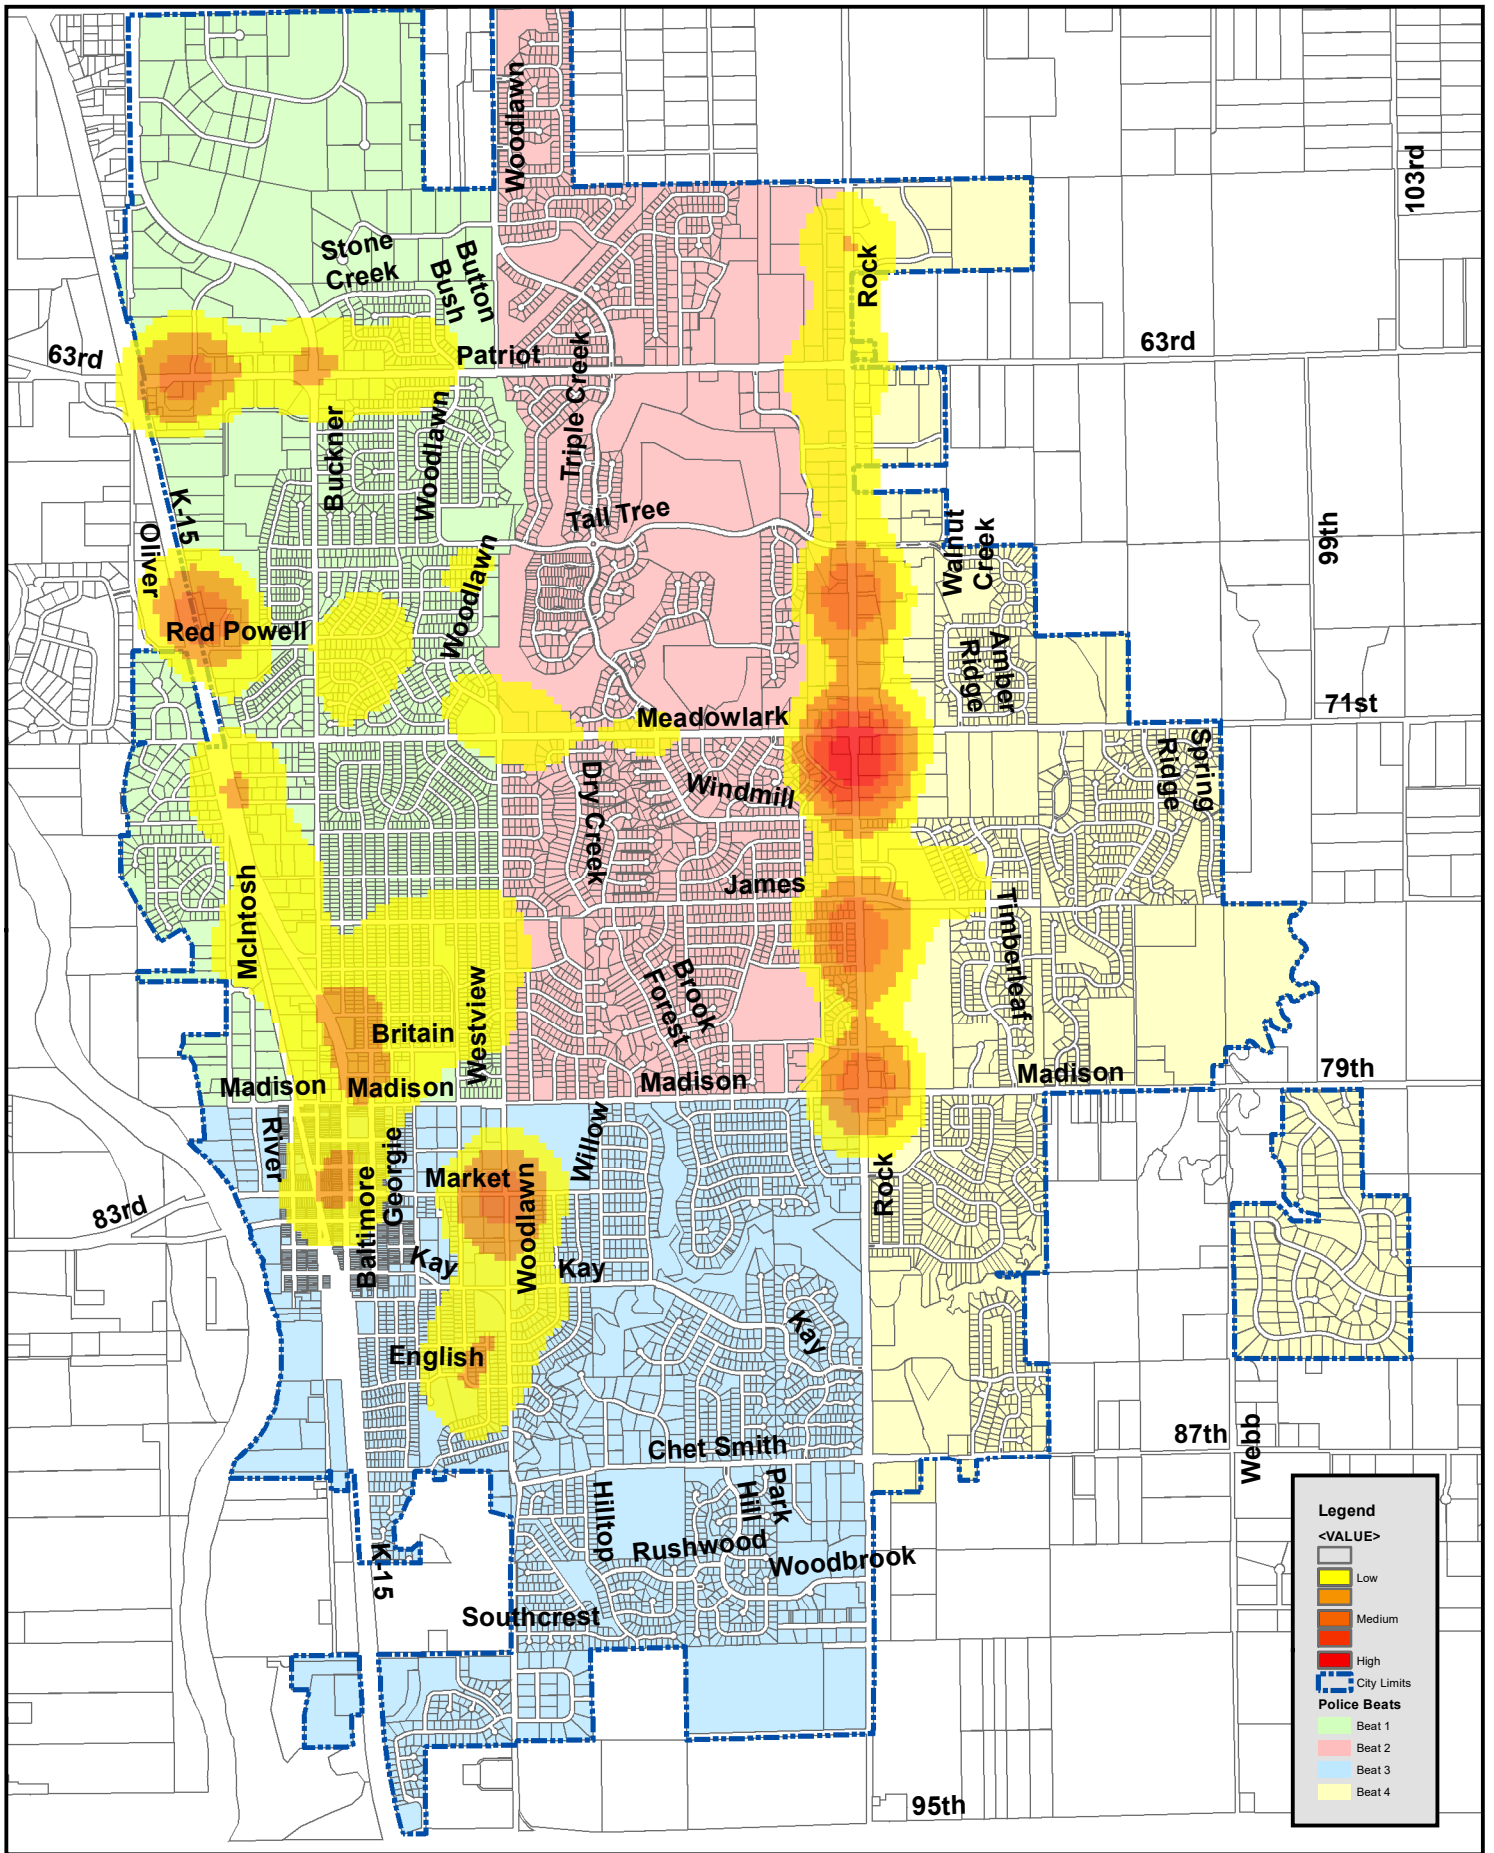 Woodlawn
103rd
Stone
Creek
Button
Bush
Rock
63rd
Patriot
63rd
Triple Creek
Buckner
Woodlawn
K-15
Oliver
Tall Tree
Walnut
Creek
99th
Woodlawn
Red Powell
Amber
Ridge
71st
Meadowlark
Spring
Ridge
Windmill
Dry Creek
James
McIntosh
Timberleaf
Brook
Forest
Westview
Britain
Madison
Madison
Madison
Madison
79th
River
Willow
Georgie
Baltimore
Market
Woodlawn
Rock
83rd
Kay
Kay
Kay
English
Chet Smith
87th
Webb
Hilltop
Park
Hill
Rushwood
Woodbrook
K-15
Southcrest
95th
Legend
<VALUE>
Low
Medium
High
City Limits
Police Beats
Beat 1
Beat 2
Beat 3
Beat 4